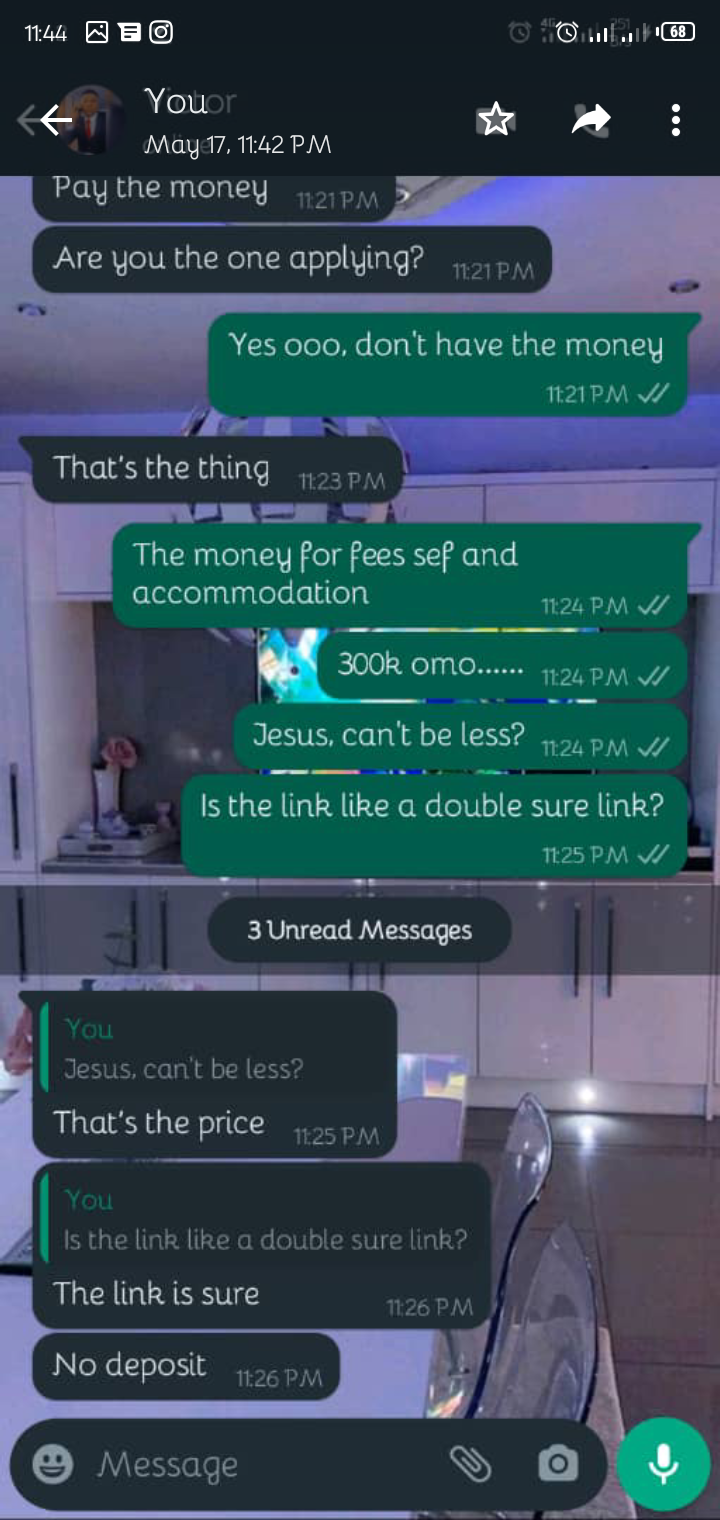 11:44
68
You
May 17, 11:42 PM
Pay the money 11:21 PM
Are you the one applying? 11:21 PM
Yes ooo, don't have the money
11:21 PM
That's the thing 11:23 PM
The money for fees sef and
accommodation 11:24 PM
300k omo...... 11:24 PM
Jesus, can't be less? 11:24 PM
Is the link like a double sure link?
11:25 PM
3 Unread Messages
You
Jesus, can't be less?
That's the price 11:25 PM
You
Is the link like a double sure link?
The link is sure 11:26 PM
No deposit 11:26 PM
Message